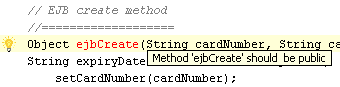 // EJB create method
//===================
Object ejbCreate(String cardNumber, String ca
String expiryDate
Method 'ejbCreate' should be public
setCardNumber(cardNumber);